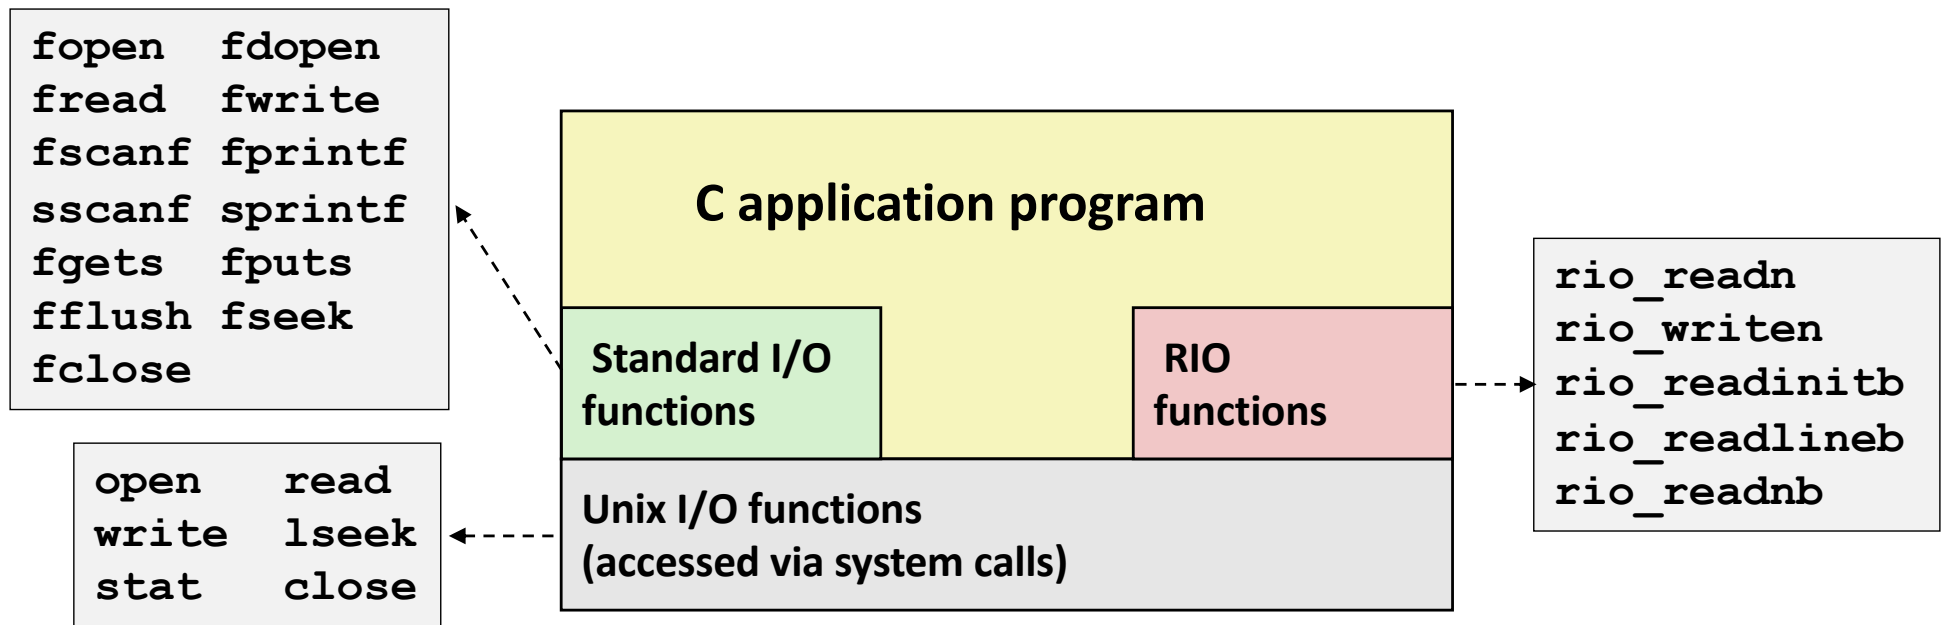 fopen fdopen
fread fwrite
fscanf fprintf
sscanf sprintf
fgets fputs
fflush fseek
fclose
C application program
Standard I/O
functions
RIO
functions
rio_readn
rio_writen
rio_readinitb
rio_readlineb
rio_readnb
open read
write lseek
stat close
Unix I/O functions
(accessed via system calls)